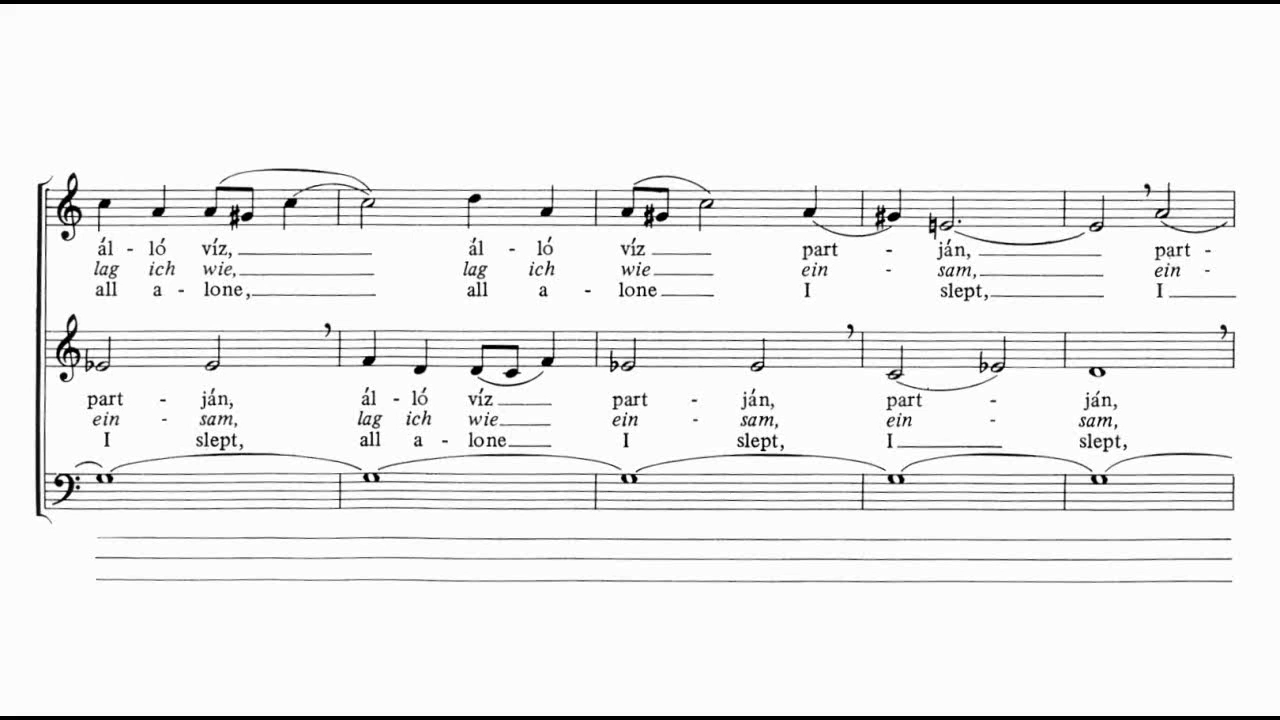 ál - ló víz, ál - ló víz part - ján, part -
lag ich wie, lag ich wie ein - sam, ein -
all a - lone, all a - lone I slept, I
part - ján, ál - ló víz part - ján, part - ján,
ein - sam, lag ich wie ein - sam, ein - sam,
I slept, all a - lone I slept, I slept,